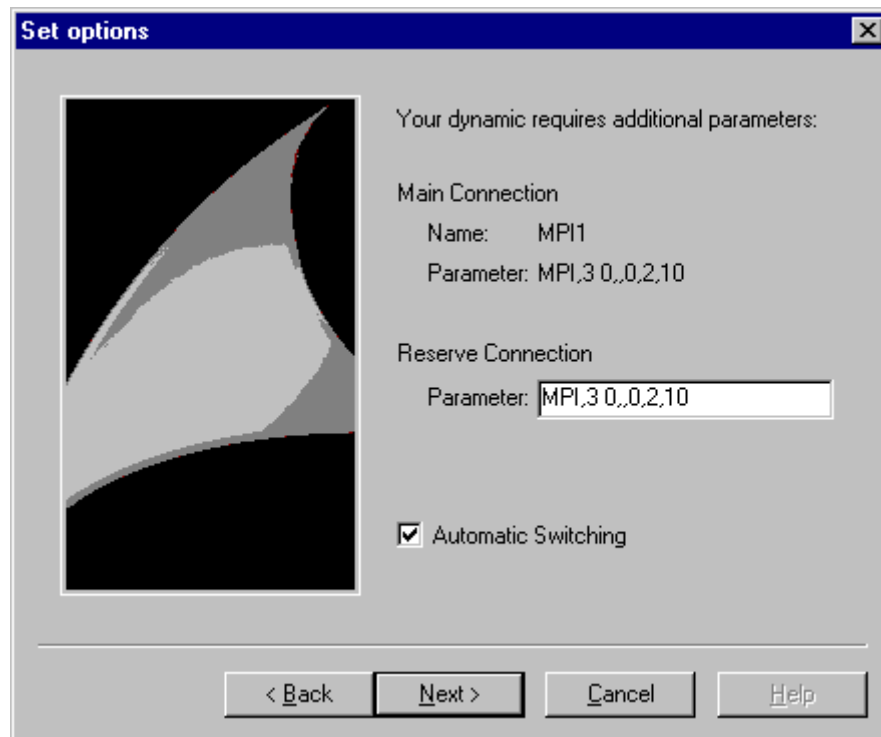 Set options
Your dynamic requires additional parameters:
Main Connection
Name: MPI1
Parameter: MPI,3 0,,0,2,10
Reserve Connection
Parameter: MPI,3 0,,0,2,10
Automatic Switching
< Back Next > Cancel Help